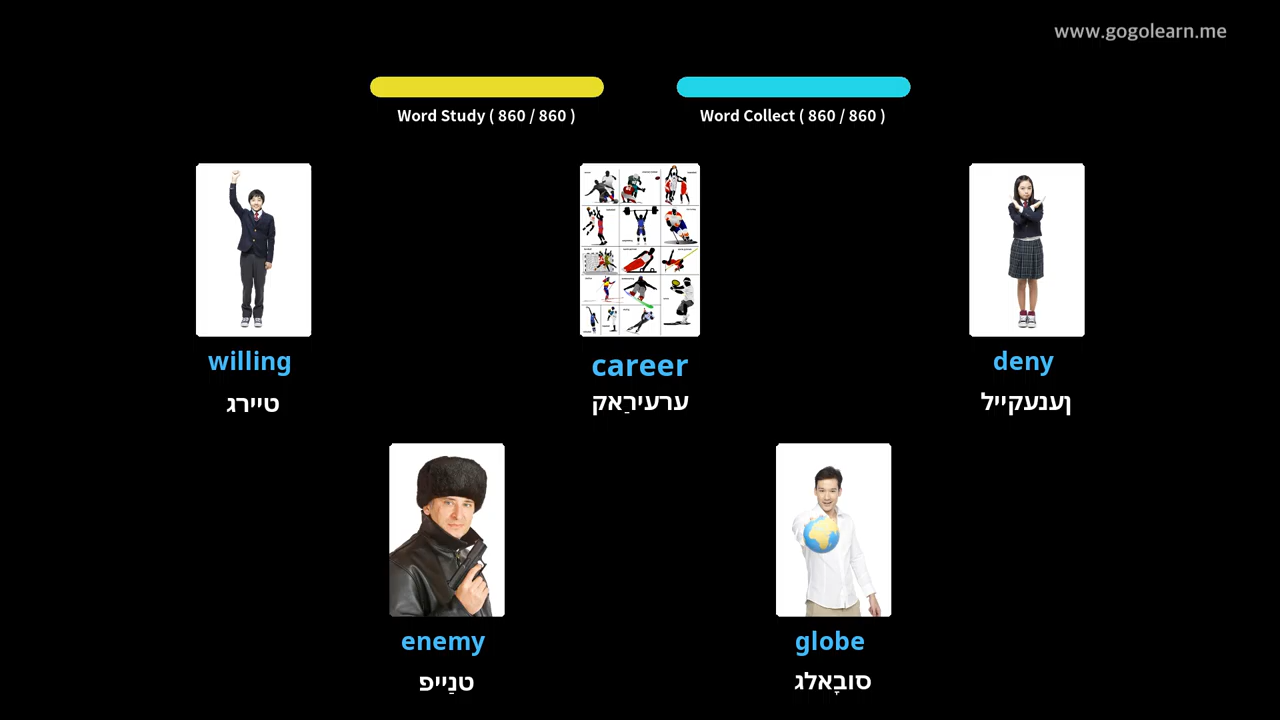 www.gogolearn.me
Word Study ( 860 / 860 )
Word Collect ( 860 / 860 )
willing
טיירג
career
ערעירַאק
deny
ןענעקייל
enemy
טנַייפ
globe
סובָאלג